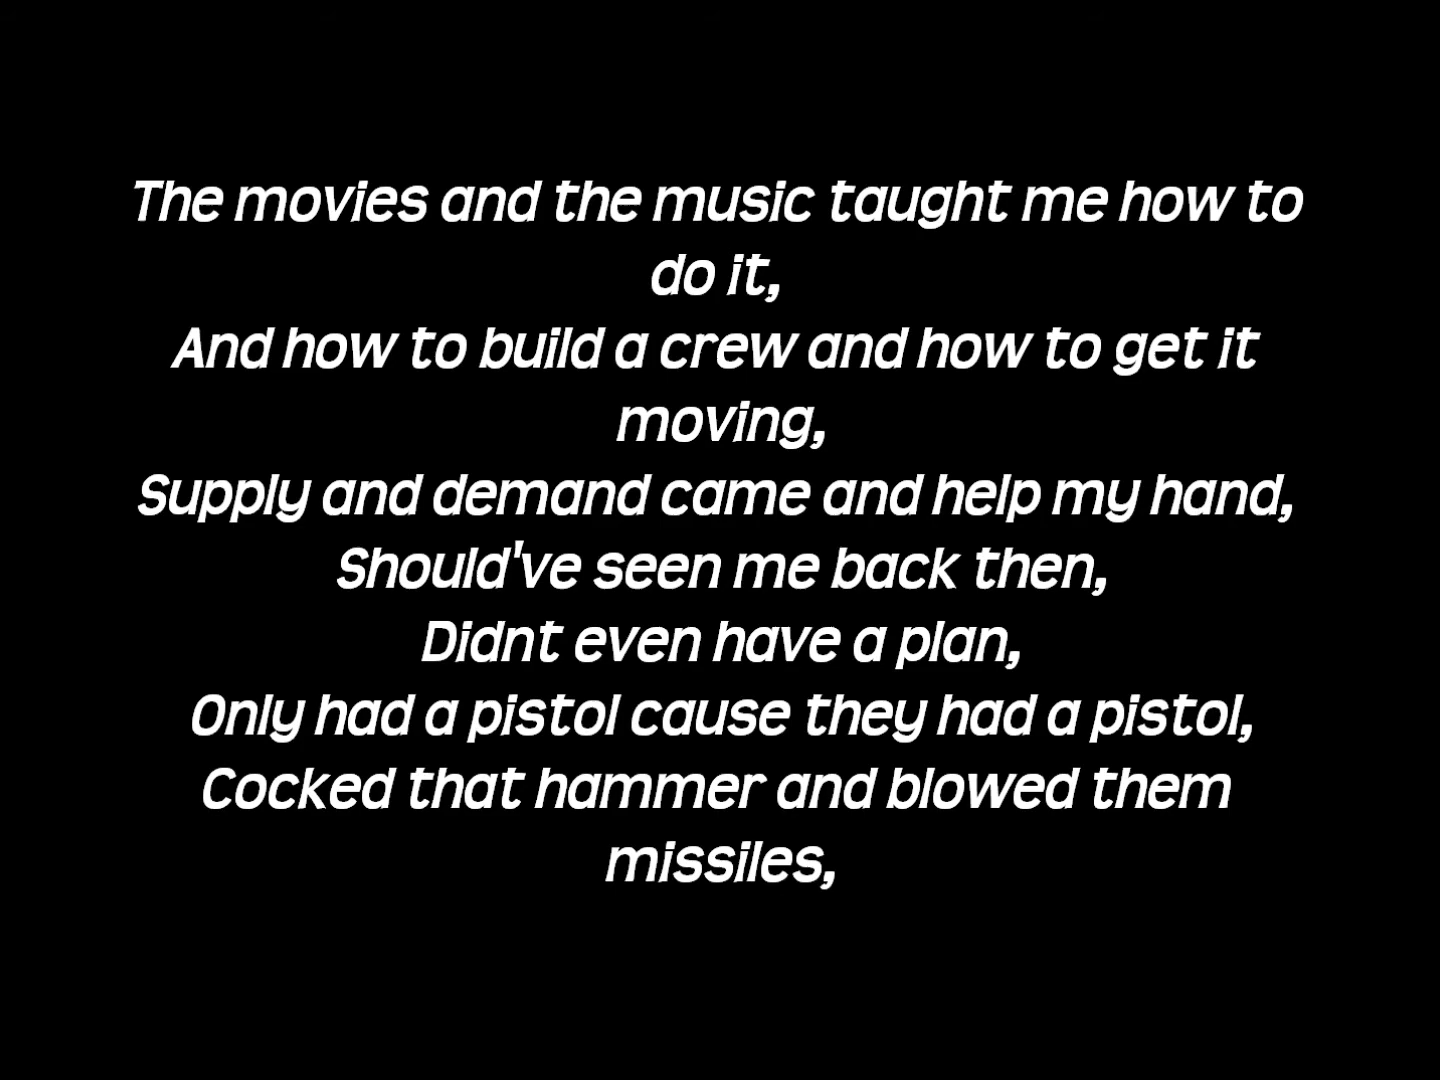 The movies and the music taught me how to
do it,
And how to build a crew and how to get it
moving,
Supply and demand came and help my hand,
Should've seen me back then,
Didnt even have a plan,
Only had a pistol cause they had a pistol,
Cocked that hammer and blowed them
missiles,